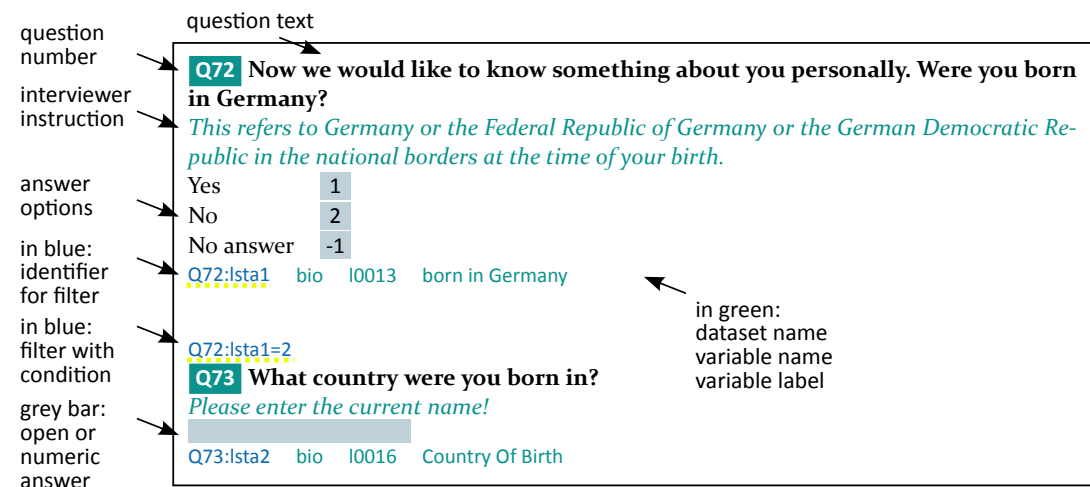 question text
question
number
Q72 Now we would like to know something about you personally. Were you born
in Germany?
interviewer
instruction
This refers to Germany or the Federal Republic of Germany or the German Democratic Re-
public in the national borders at the time of your birth.
answer
options
Yes 1
No 2
No answer -1
in blue:
identifier
for filter
Q72:lsta1 bio l0013 born in Germany
in green:
dataset name
variable name
variable label
in blue:
filter with
condition
Q72:lsta1=2
Q73 What country were you born in?
Please enter the current name!
grey bar:
open or
numeric
answer
Q73:lsta2 bio l0016 Country Of Birth